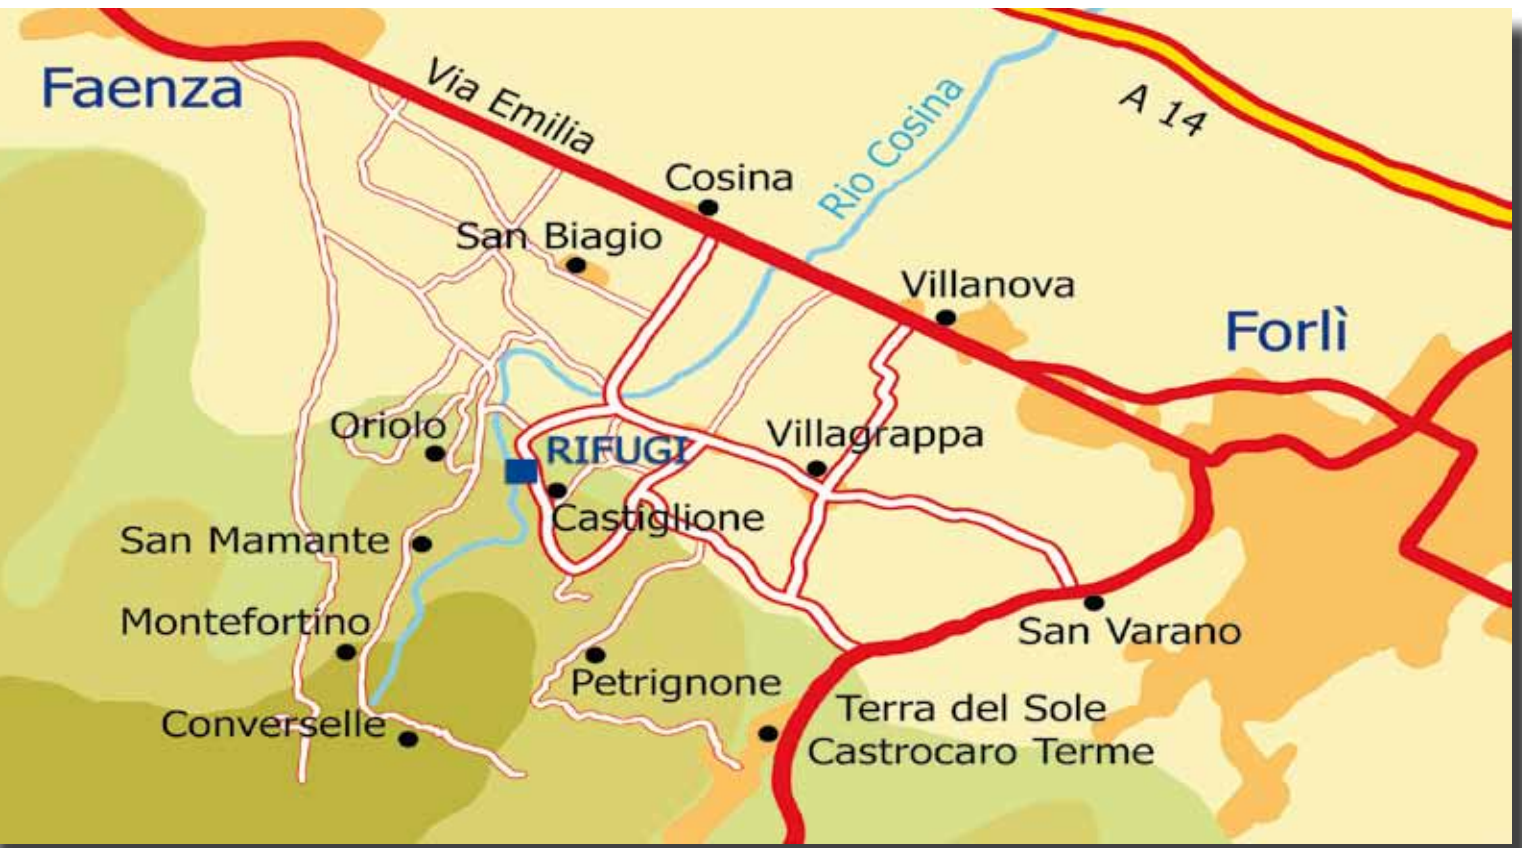 Faenza
Via Emilia
A 14
Rio Cosina
Cosina
San Biagio
Villanova
Forlì
Oriolo
RIFUGI
Villagrappa
Castiglione
San Mamante
Montefortino
San Varano
Petrignone
Converselle
Terra del Sole
Castrocaro Terme